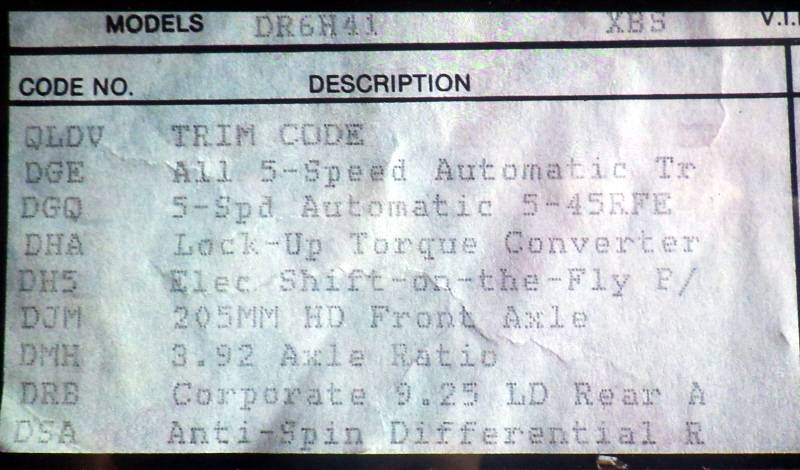 MODELS DR6H41 XBS V.I.
CODE NO. DESCRIPTION
QLDV TRIM CODE
DGE All 5-Speed Automatic Tr
DGQ 5-Spd Automatic 5-45RFE
DHA Lock-Up Torque Converter
DH5 Elec Shift-on-the-Fly P/
DJM 205MM HD Front Axle
DMH 3.92 Axle Ratio
DRB Corporate 9.25 LD Rear A
DSA Anti-Spin Differential R